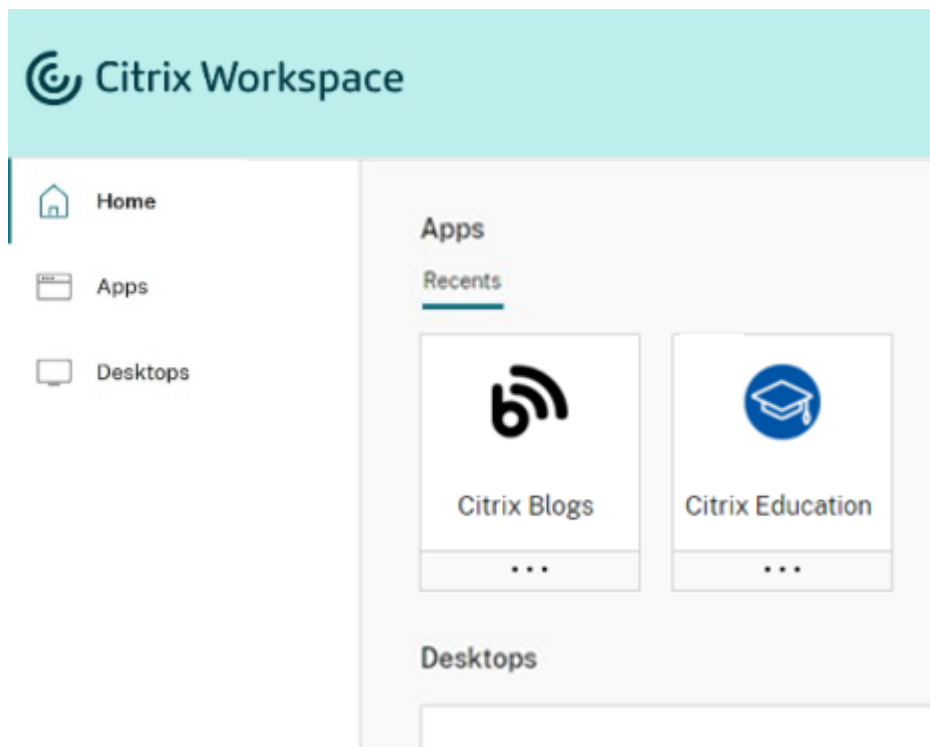 Citrix Workspace
Home
Apps
Desktops
Apps
Recents
Citrix Blogs
Citrix Education
Desktops